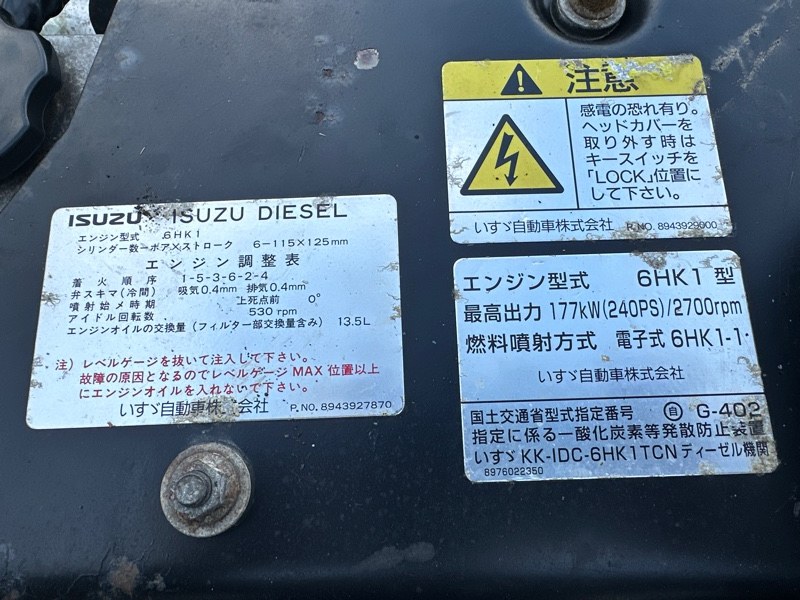 ISUZU ISUZU DIESEL
エンジン型式 6HK1
シリンダ数ーボア×ストローク 6-115×125mm
エンジン調整表
着火順序 1-5-3-6-2-4
弁スキマ(冷間) 吸気0.4mm 排気0.4mm
噴射始め時期 上死点前 0°
アイドル回転数 530 rpm
エンジンオイルの交換量(フィルター部交換量含み) 13.5L
注)レベルゲージを抜いて注入して下さい。
故障の原因となるのでレベルゲージ MAX 位置以上
にエンジンオイルを入れないで下さい。
いすゞ自動車株式会社 P.NO.8943927870
注意
感電の恐れ有り。
ヘッドカバーを
取り外す時は
キースイッチを
「LOCK」位置に
して下さい。
いすゞ自動車株式会社 P.NO.8943929900
エンジン型式 6HK1 型
最高出力 177kW(240PS)/2700rpm
燃料噴射方式 電子式 6HK1-1
いすゞ自動車株式会社
国土交通省型式指定番号 ㊀自 G-402
指定に係る一酸化炭素等発散防止装置
いすゞ KK-IDC-6HK1TCN ディーゼル機関
8976022350